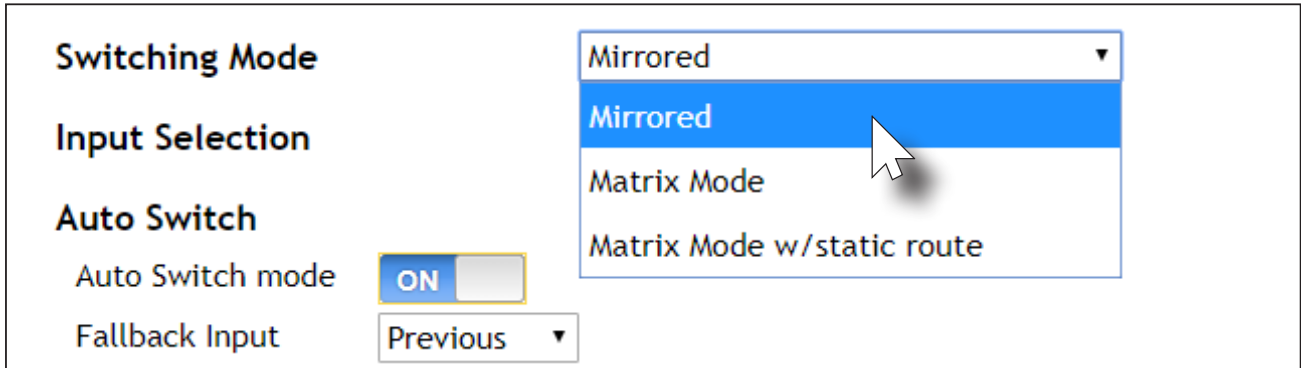 Switching Mode
Mirrored
Mirrored
Input Selection
Matrix Mode
Auto Switch
Matrix Mode w/static route
Auto Switch mode
ON
Fallback Input
Previous